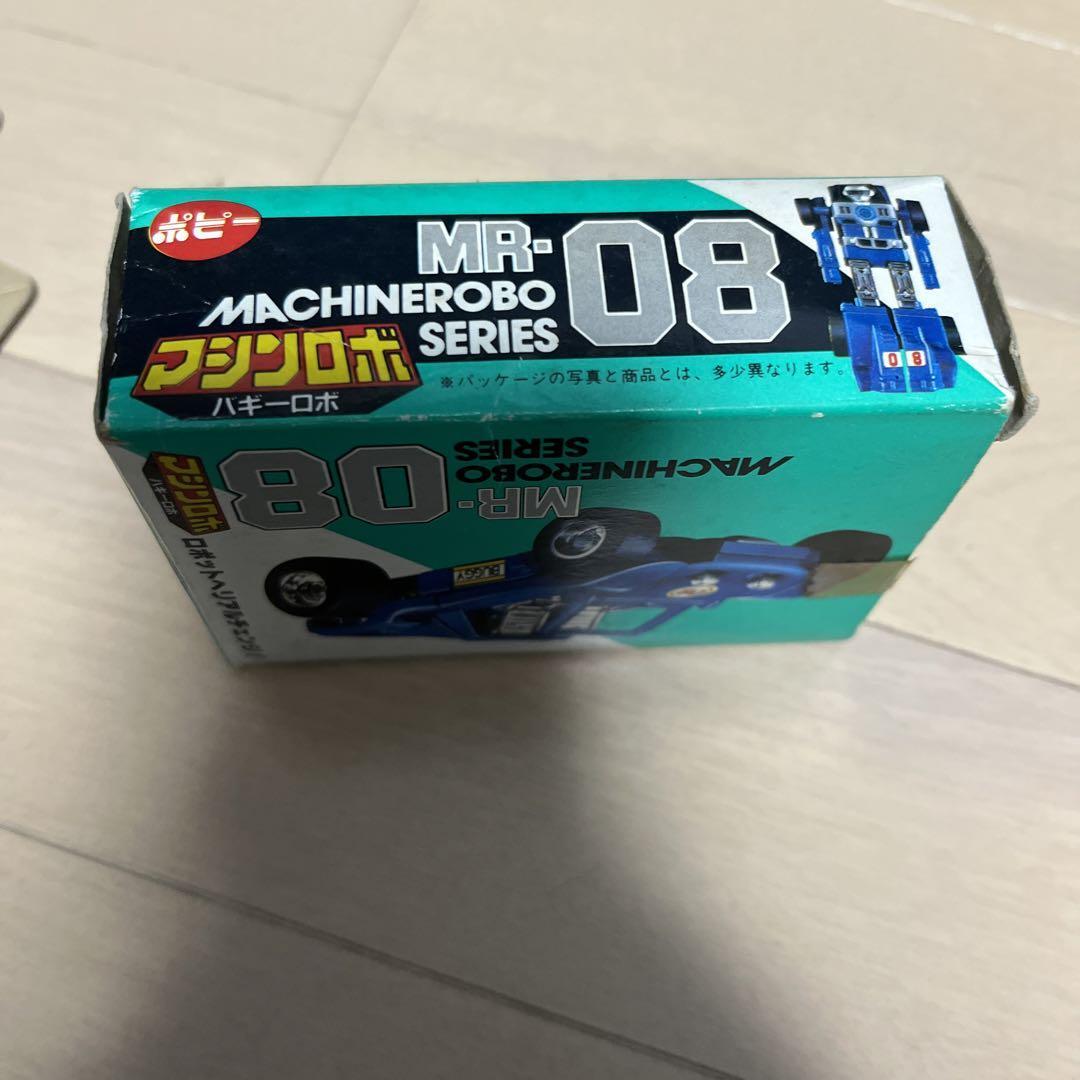 ポピー
MR-08
MACHINEROBO
SERIES
マシンロボ
バギーロボ
※パッケージの写真と商品とは、多少異なります。
08
MACHINEROBO
SERIES
MR-08
マシンロボ
バギーロボ
ロボットへリアルチェンジ
BUGGY